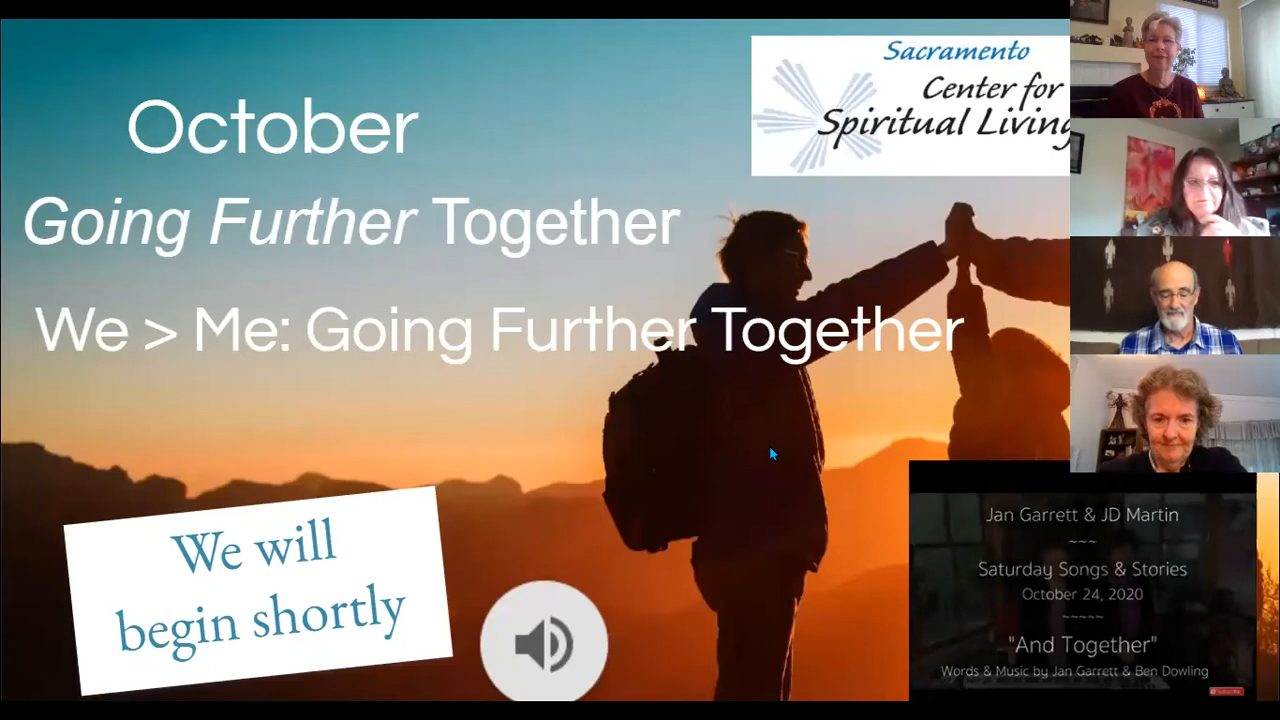 October
Going Further Together
We > Me: Going Further Together
Sacramento
Center for
Spiritual Living
We will
begin shortly
Jan Garrett & JD Martin
~~~
Saturday Songs & Stories
October 24, 2020
~~~~~
"And Together"
Words & Music by Jan Garrett & Ben Dowling
SUBSCRIBE